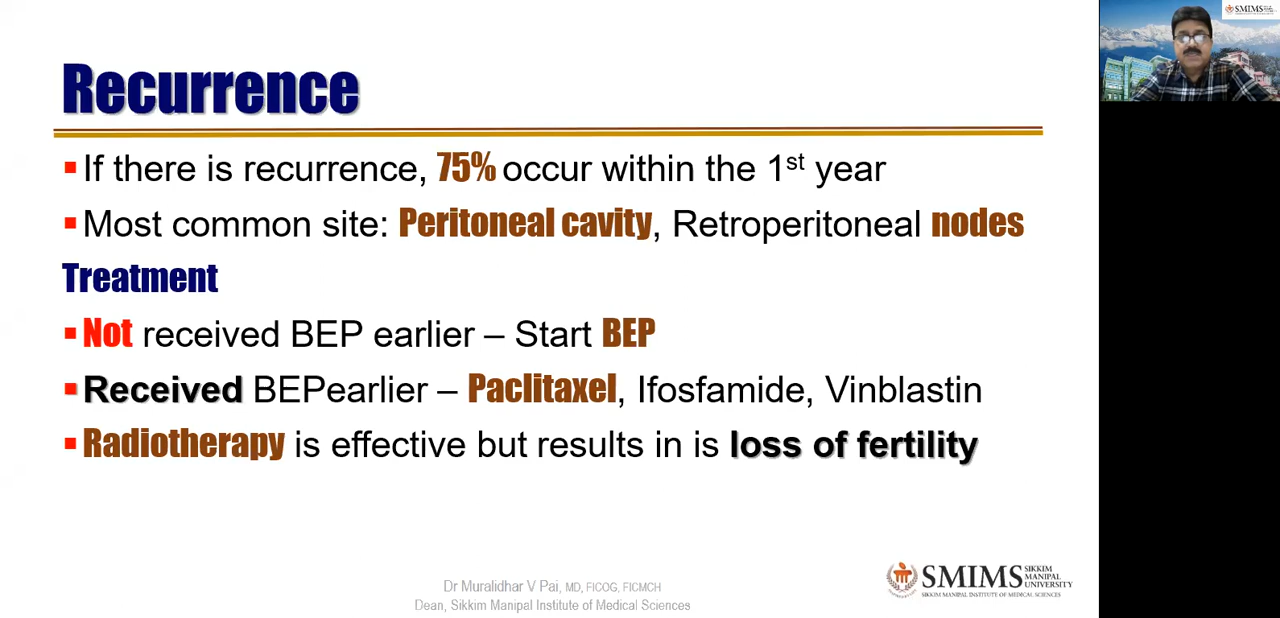 Recurrence
If there is recurrence, 75% occur within the 1st year
Most common site: Peritoneal cavity, Retroperitoneal nodes
Treatment
Not received BEP earlier – Start BEP
Received BEPearlier – Paclitaxel, Ifosfamide, Vinblastin
Radiotherapy is effective but results in is loss of fertility
Dr Muralidhar V Pai, MD, FICOG, FICMCH
Dean, Sikkim Manipal Institute of Medical Sciences
SMIMS SIKKIM MANIPAL UNIVERSITY
SIKKIM MANIPAL INSTITUTE OF MEDICAL SCIENCES
SMIMS